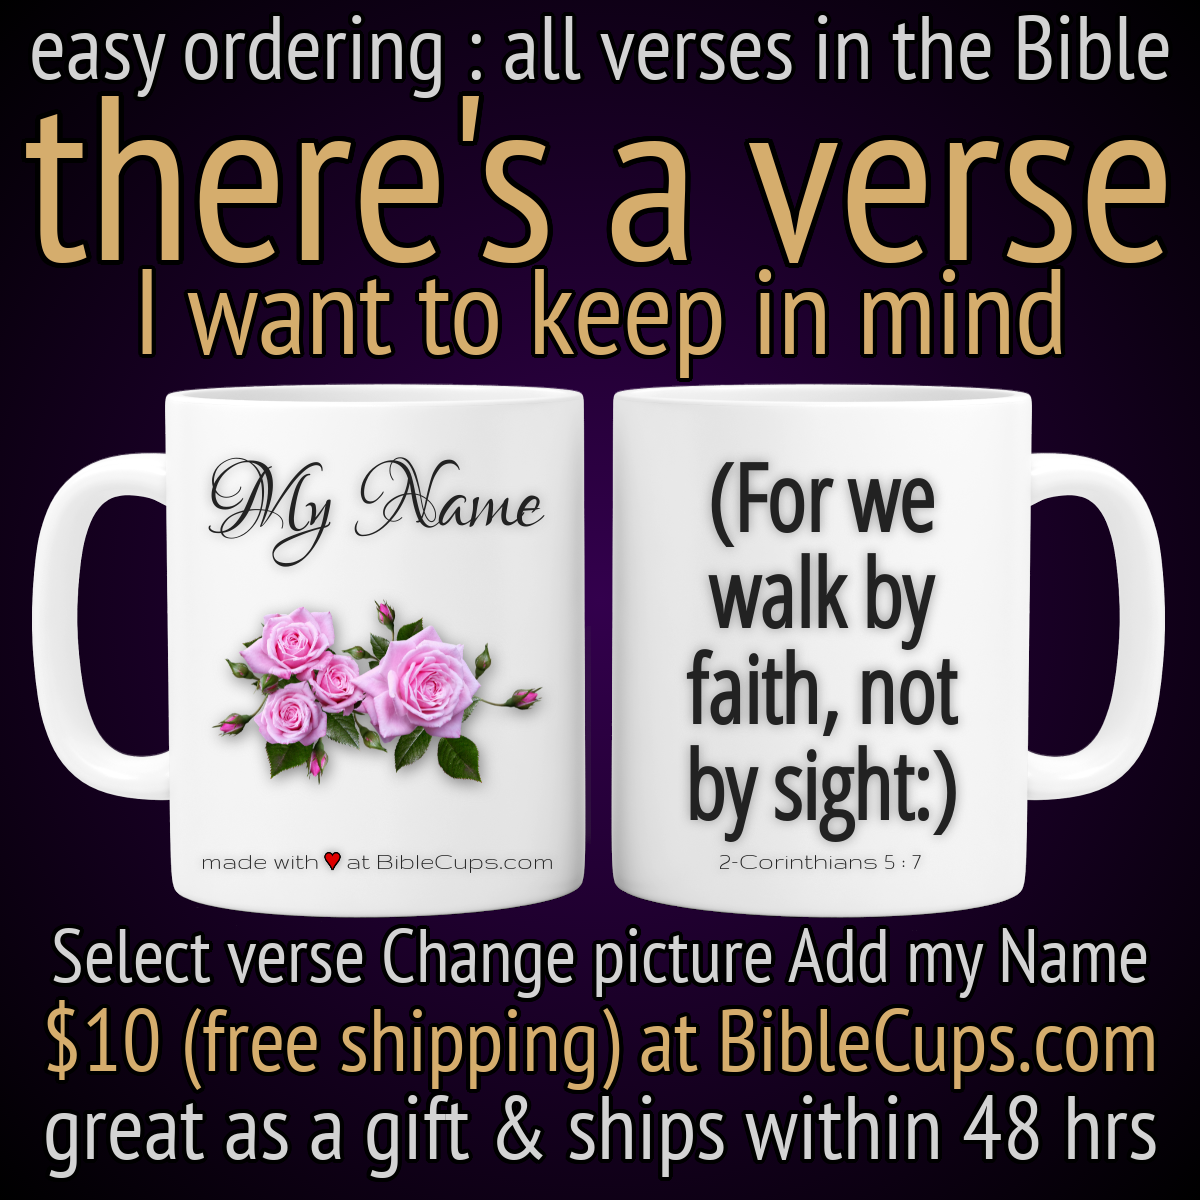 easy ordering : all verses in the Bible
there's a verse
I want to keep in mind
My Name
made with ❤ at BibleCups.com
(For we
walk by
faith, not
by sight:)
2-Corinthians 5 : 7
Select verse Change picture Add my Name
$10 (free shipping) at BibleCups.com
great as a gift & ships within 48 hrs